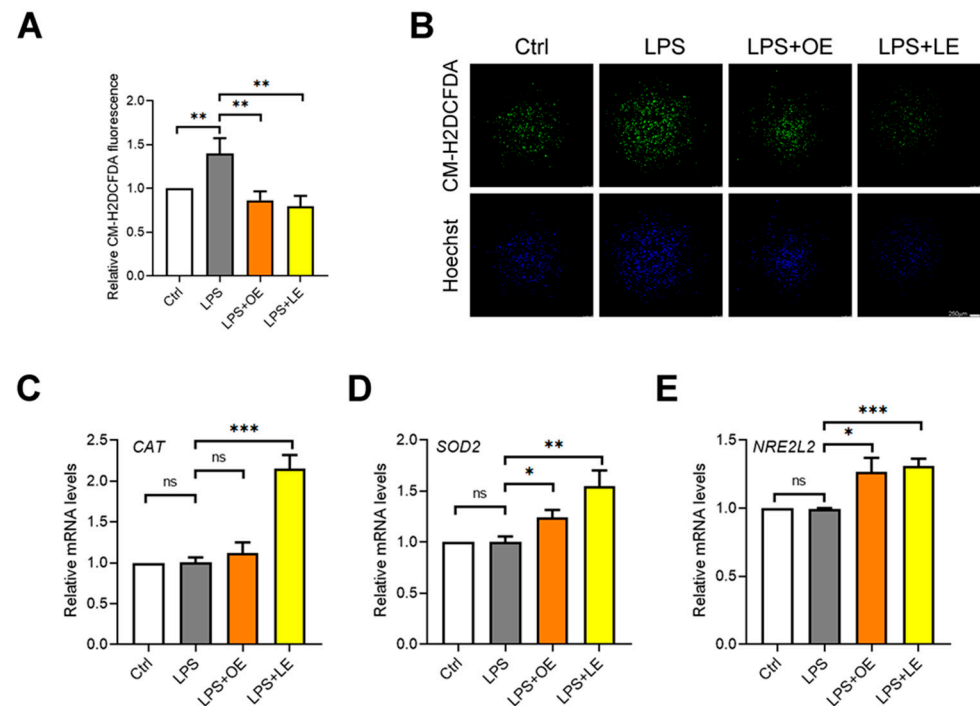 A
Relative CM-H2DCFDA fluorescence
2.0
1.5
1.0
0.5
0.0
**
**
**
Ctrl
LPS
LPS+OE
LPS+LE
B
Ctrl
LPS
LPS+OE
LPS+LE
CM-H2DCFDA
Hoechst
250µm
C
CAT
Relative mRNA levels
2.5
2.0
1.5
1.0
0.5
0.0
***
ns
ns
Ctrl
LPS
LPS+OE
LPS+LE
D
SOD2
Relative mRNA levels
2.0
1.5
1.0
0.5
0.0
**
*
ns
Ctrl
LPS
LPS+OE
LPS+LE
E
NRE2L2
Relative mRNA levels
1.5
1.0
0.5
0.0
***
*
ns
Ctrl
LPS
LPS+OE
LPS+LE